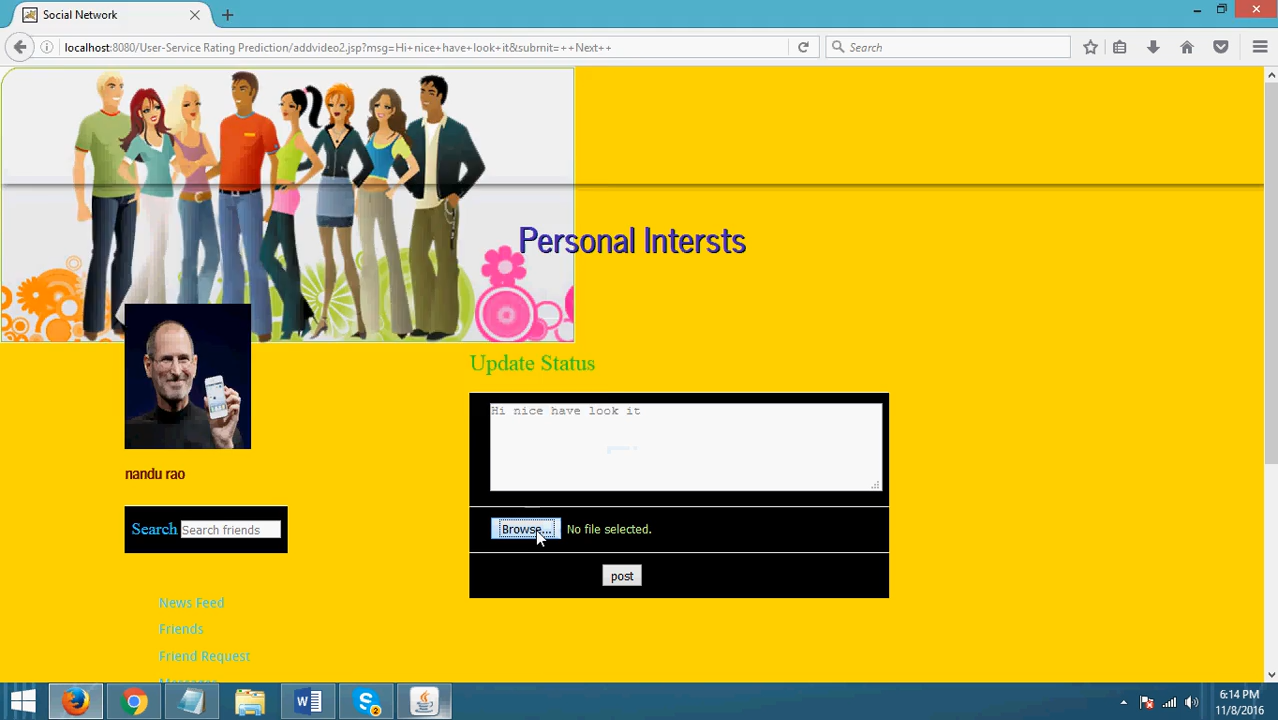 Social Network
localhost:8080/User-Service Rating Prediction/addvideo2.jsp?msg=Hi+nice+have+look+it&submit=++Next++
Search
Personal Intersts
Update Status
Hi nice have look it
nandu rao
Search Search friends
Browse... No file selected.
post
News Feed
Friends
Friend Request
Messages
2
6:14 PM
11/8/2016